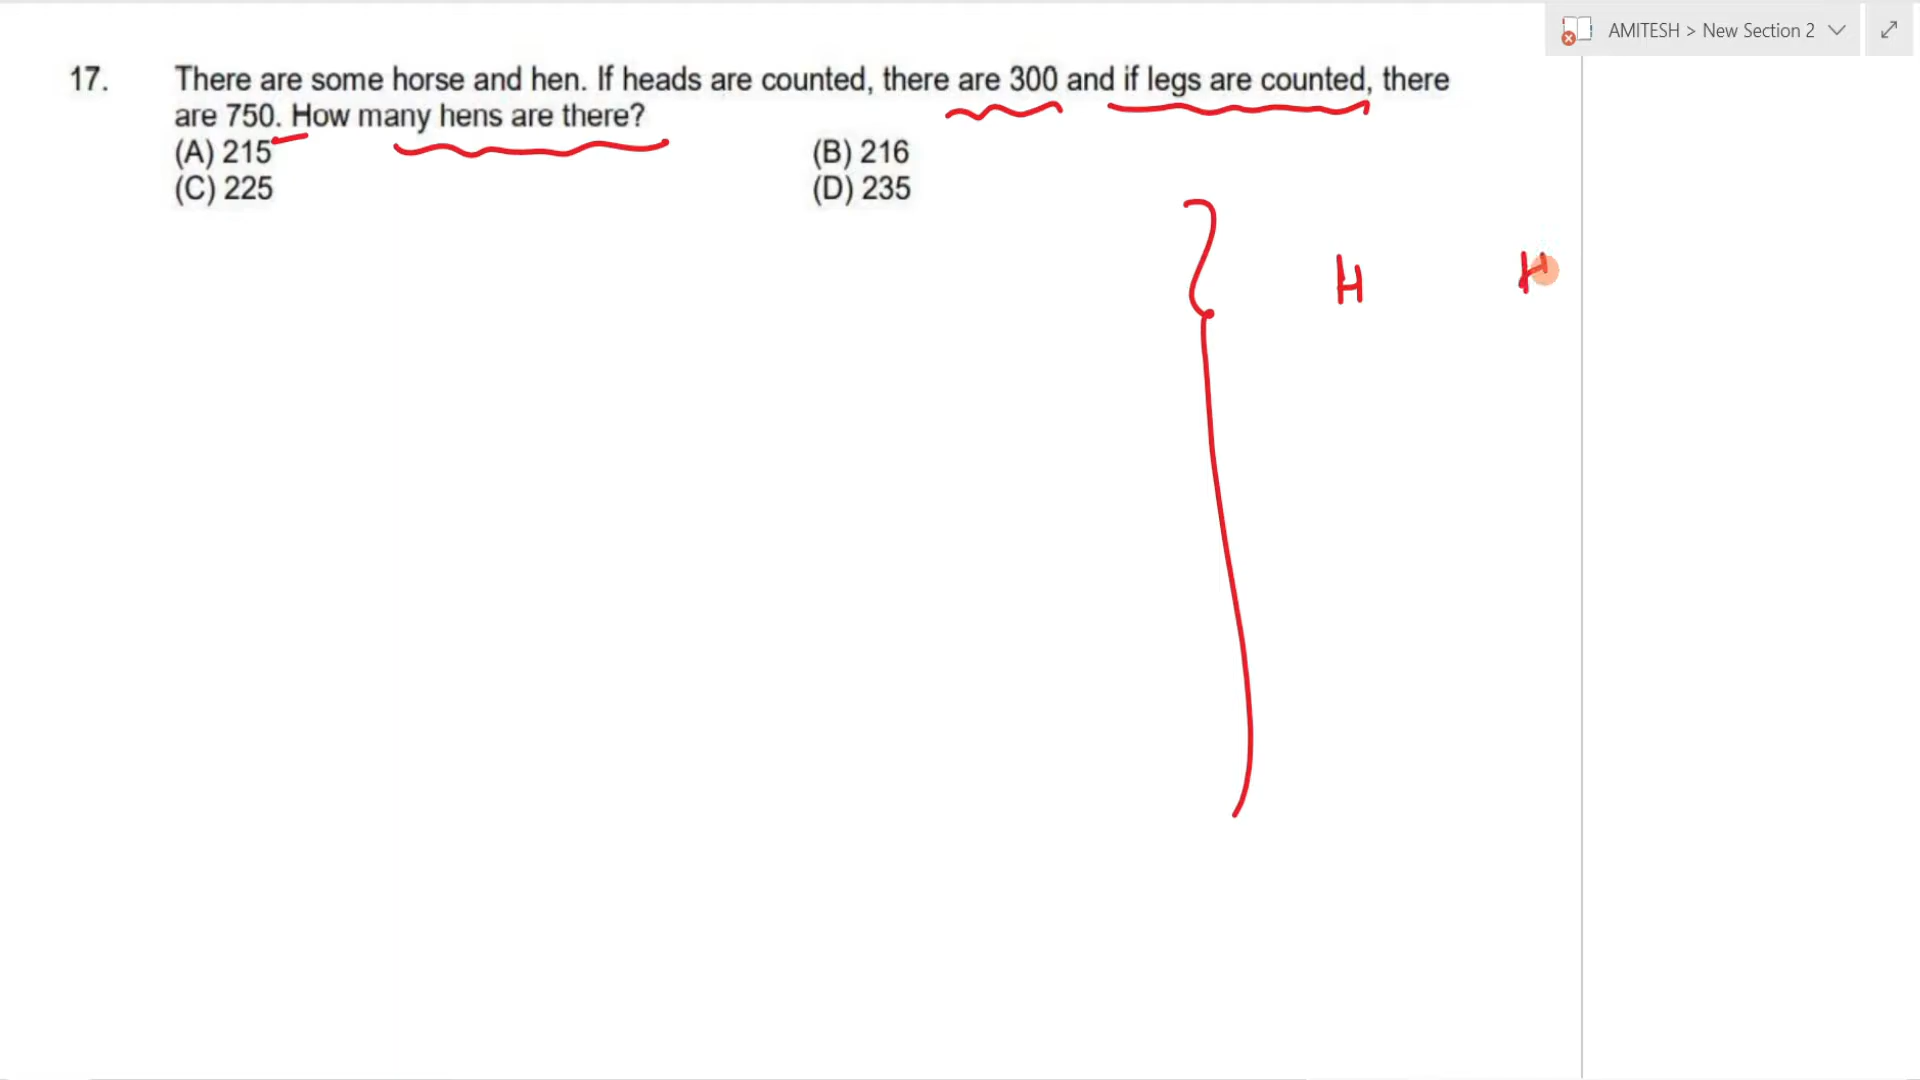 AMITESH > New Section 2
17. There are some horse and hen. If heads are counted, there are 300 and if legs are counted, there
are 750. How many hens are there?
(A) 215 (B) 216
(C) 225 (D) 235
H H